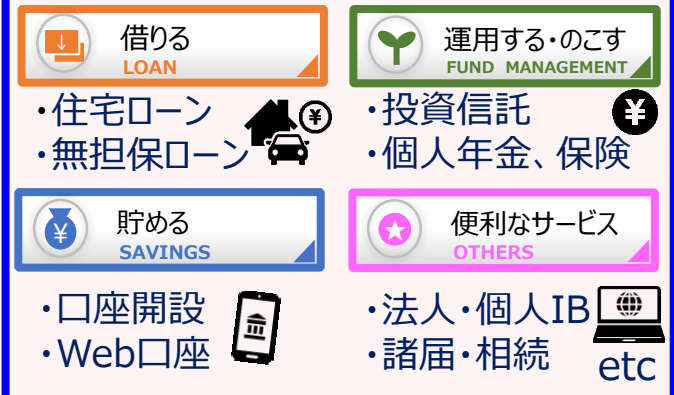 借りる
LOAN
・住宅ローン
・無担保ローン
¥
運用する・のこす
FUND MANAGEMENT
・投資信託
¥
・個人年金、保険
¥
貯める
SAVINGS
・口座開設
・Web口座
便利なサービス
OTHERS
・法人・個人IB
・諸届・相続
etc